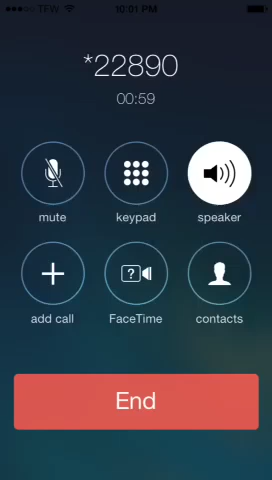 TFW 10:01 PM
*22890
00:59
mute keypad speaker
?
add call FaceTime contacts
End